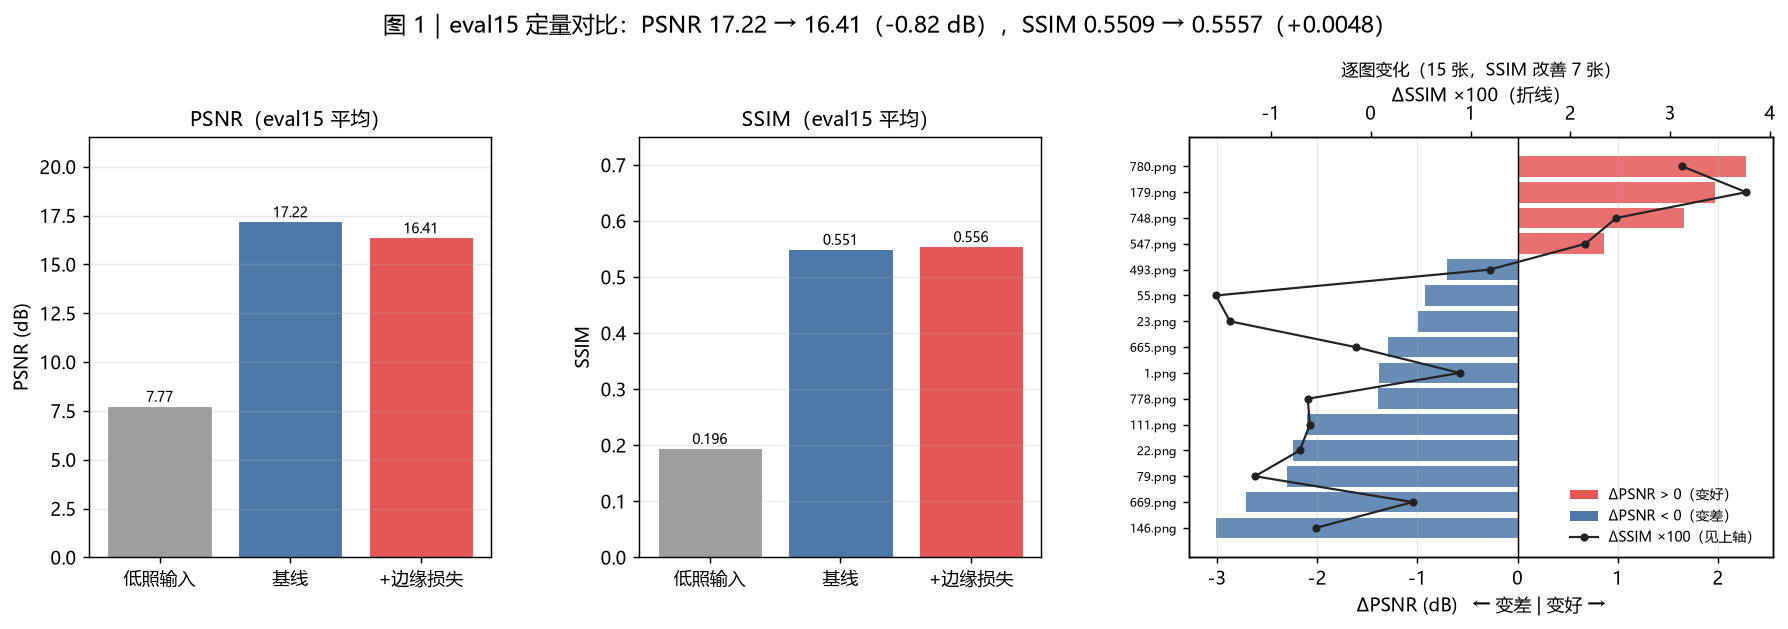 图 1 | eval15 定量对比：PSNR 17.22 → 16.41（-0.82 dB），SSIM 0.5509 → 0.5557（+0.0048）
PSNR（eval15 平均）
PSNR (dB)
20.0
17.5
15.0
12.5
10.0
7.5
5.0
2.5
0.0
7.77
17.22
16.41
低照输入
基线
+边缘损失
SSIM（eval15 平均）
SSIM
0.7
0.6
0.5
0.4
0.3
0.2
0.1
0.0
0.196
0.551
0.556
低照输入
基线
+边缘损失
逐图变化（15 张，SSIM 改善 7 张）
ΔSSIM ×100（折线）
-1 0 1 2 3 4
780.png
179.png
748.png
547.png
493.png
55.png
23.png
665.png
1.png
778.png
111.png
22.png
79.png
669.png
146.png
ΔPSNR > 0（变好）
ΔPSNR < 0（变差）
ΔSSIM ×100（见上轴）
-3 -2 -1 0 1 2
ΔPSNR (dB) ← 变差 | 变好 →